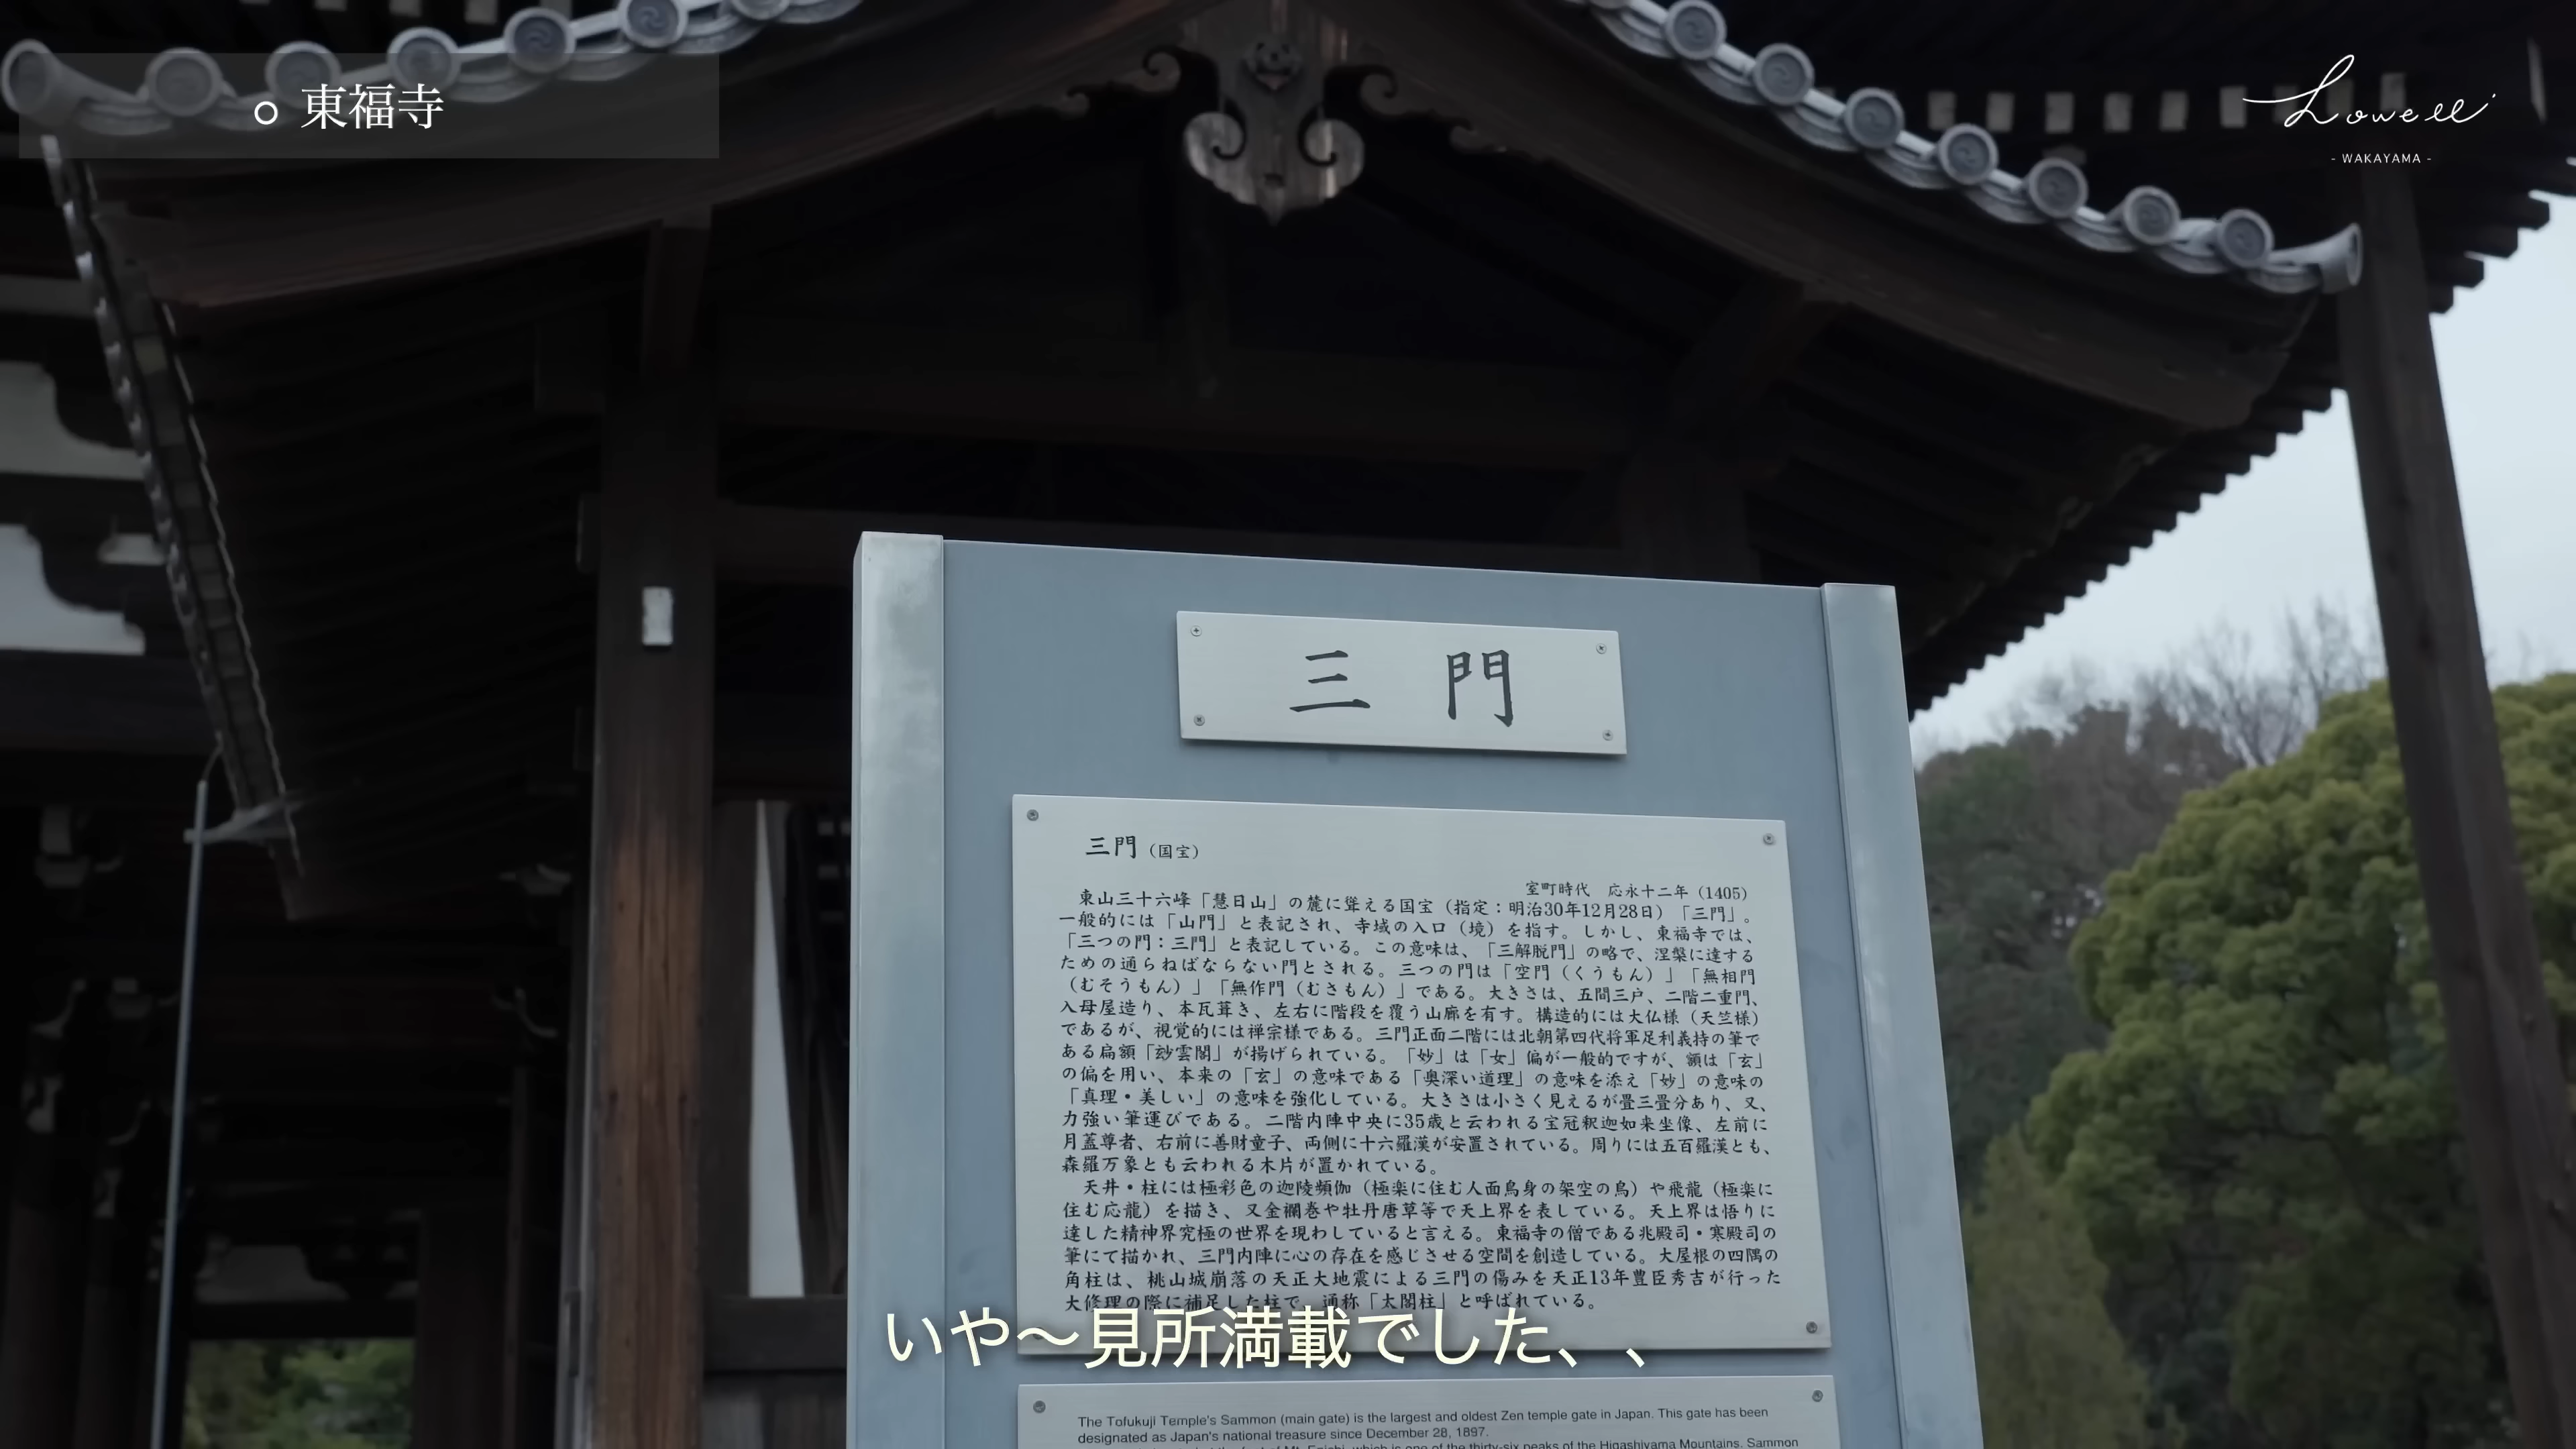 東福寺
Lowell
- WAKAYAMA -
三門
三門（国宝）
室町時代　応永十二年（1405）
東山三十六峰「慧日山」の麓に聳える国宝（指定：明治30年12月28日）「三門」。
一般的には「山門」と表記され、寺域の入口（境）を指す。しかし、東福寺では、
「三つの門：三門」と表記している。この意味は、「三解脱門」の略で、涅槃に達する
ための通らねばならない門とされる。三つの門は「空門（くうもん）」「無相門
（むそうもん）」「無作門（むさもん）」である。大きさは、五間三戸、二階二重門、
入母屋造り、本瓦葺き、左右に階段を覆う山廊を有す。構造的には大仏様（天竺様）
であるが、視覚的には禅宗様である。三門正面二階には北朝第四代将軍足利義持の筆で
ある扁額「玅雲閣」が揚げられている。「妙」は「女」偏が一般的ですが、額は「玄」
の偏を用い、本来の「玄」の意味である「奥深い道理」の意味を添え「妙」の意味の
「真理・美しい」の意味を強化している。大きさは小さく見えるが畳三畳分あり、又、
力強い筆運びである。二階内陣中央に35歳と云われる宝冠釈迦如来坐像、左前に
月蓋尊者、右前に善財童子、両側に十六羅漢が安置されている。周りには五百羅漢とも、
森羅万象とも云われる木片が置かれている。
天井・柱には極彩色の迦陵頻伽（極楽に住む人面鳥身の架空の鳥）や飛龍（極楽に
住む応龍）を描き、又金襴巻や牡丹唐草等で天上界を表している。天上界は悟りに
達した精神界究極の世界を現わしていると言える。東福寺の僧である兆殿司・寒殿司の
筆にて描かれ、三門内陣に心の存在を感じさせる空間を創造している。大屋根の四隅の
角柱は、桃山城崩落の天正大地震による三門の傷みを天正13年豊臣秀吉が行った
大修理の際に補足した柱で、通称「太閤柱」と呼ばれている。
いや～見所満載でした、、
The Tofukuji Temple's Sammon (main gate) is the largest and oldest Zen temple gate in Japan. This gate has been
designated as Japan's national treasure since December 28, 1897.
which is one of the thirty-six peaks of the Higashiyama Mountains. Sammon